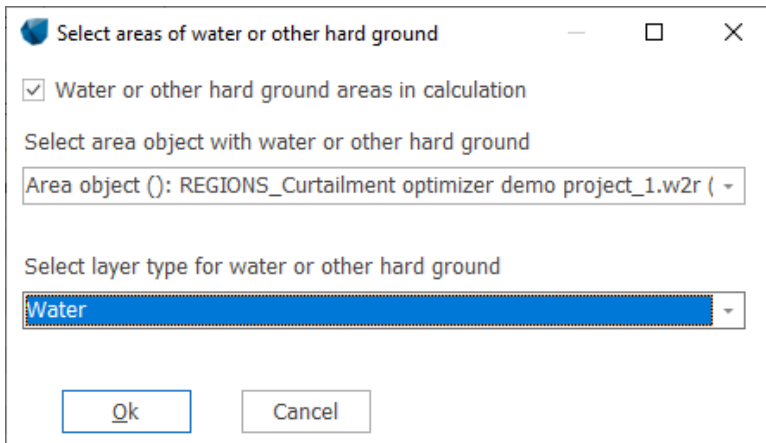 Select areas of water or other hard ground
Water or other hard ground areas in calculation
Select area object with water or other hard ground
Area object (): REGIONS_Curtailment optimizer demo project_1.w2r (
Select layer type for water or other hard ground
Water
Ok Cancel